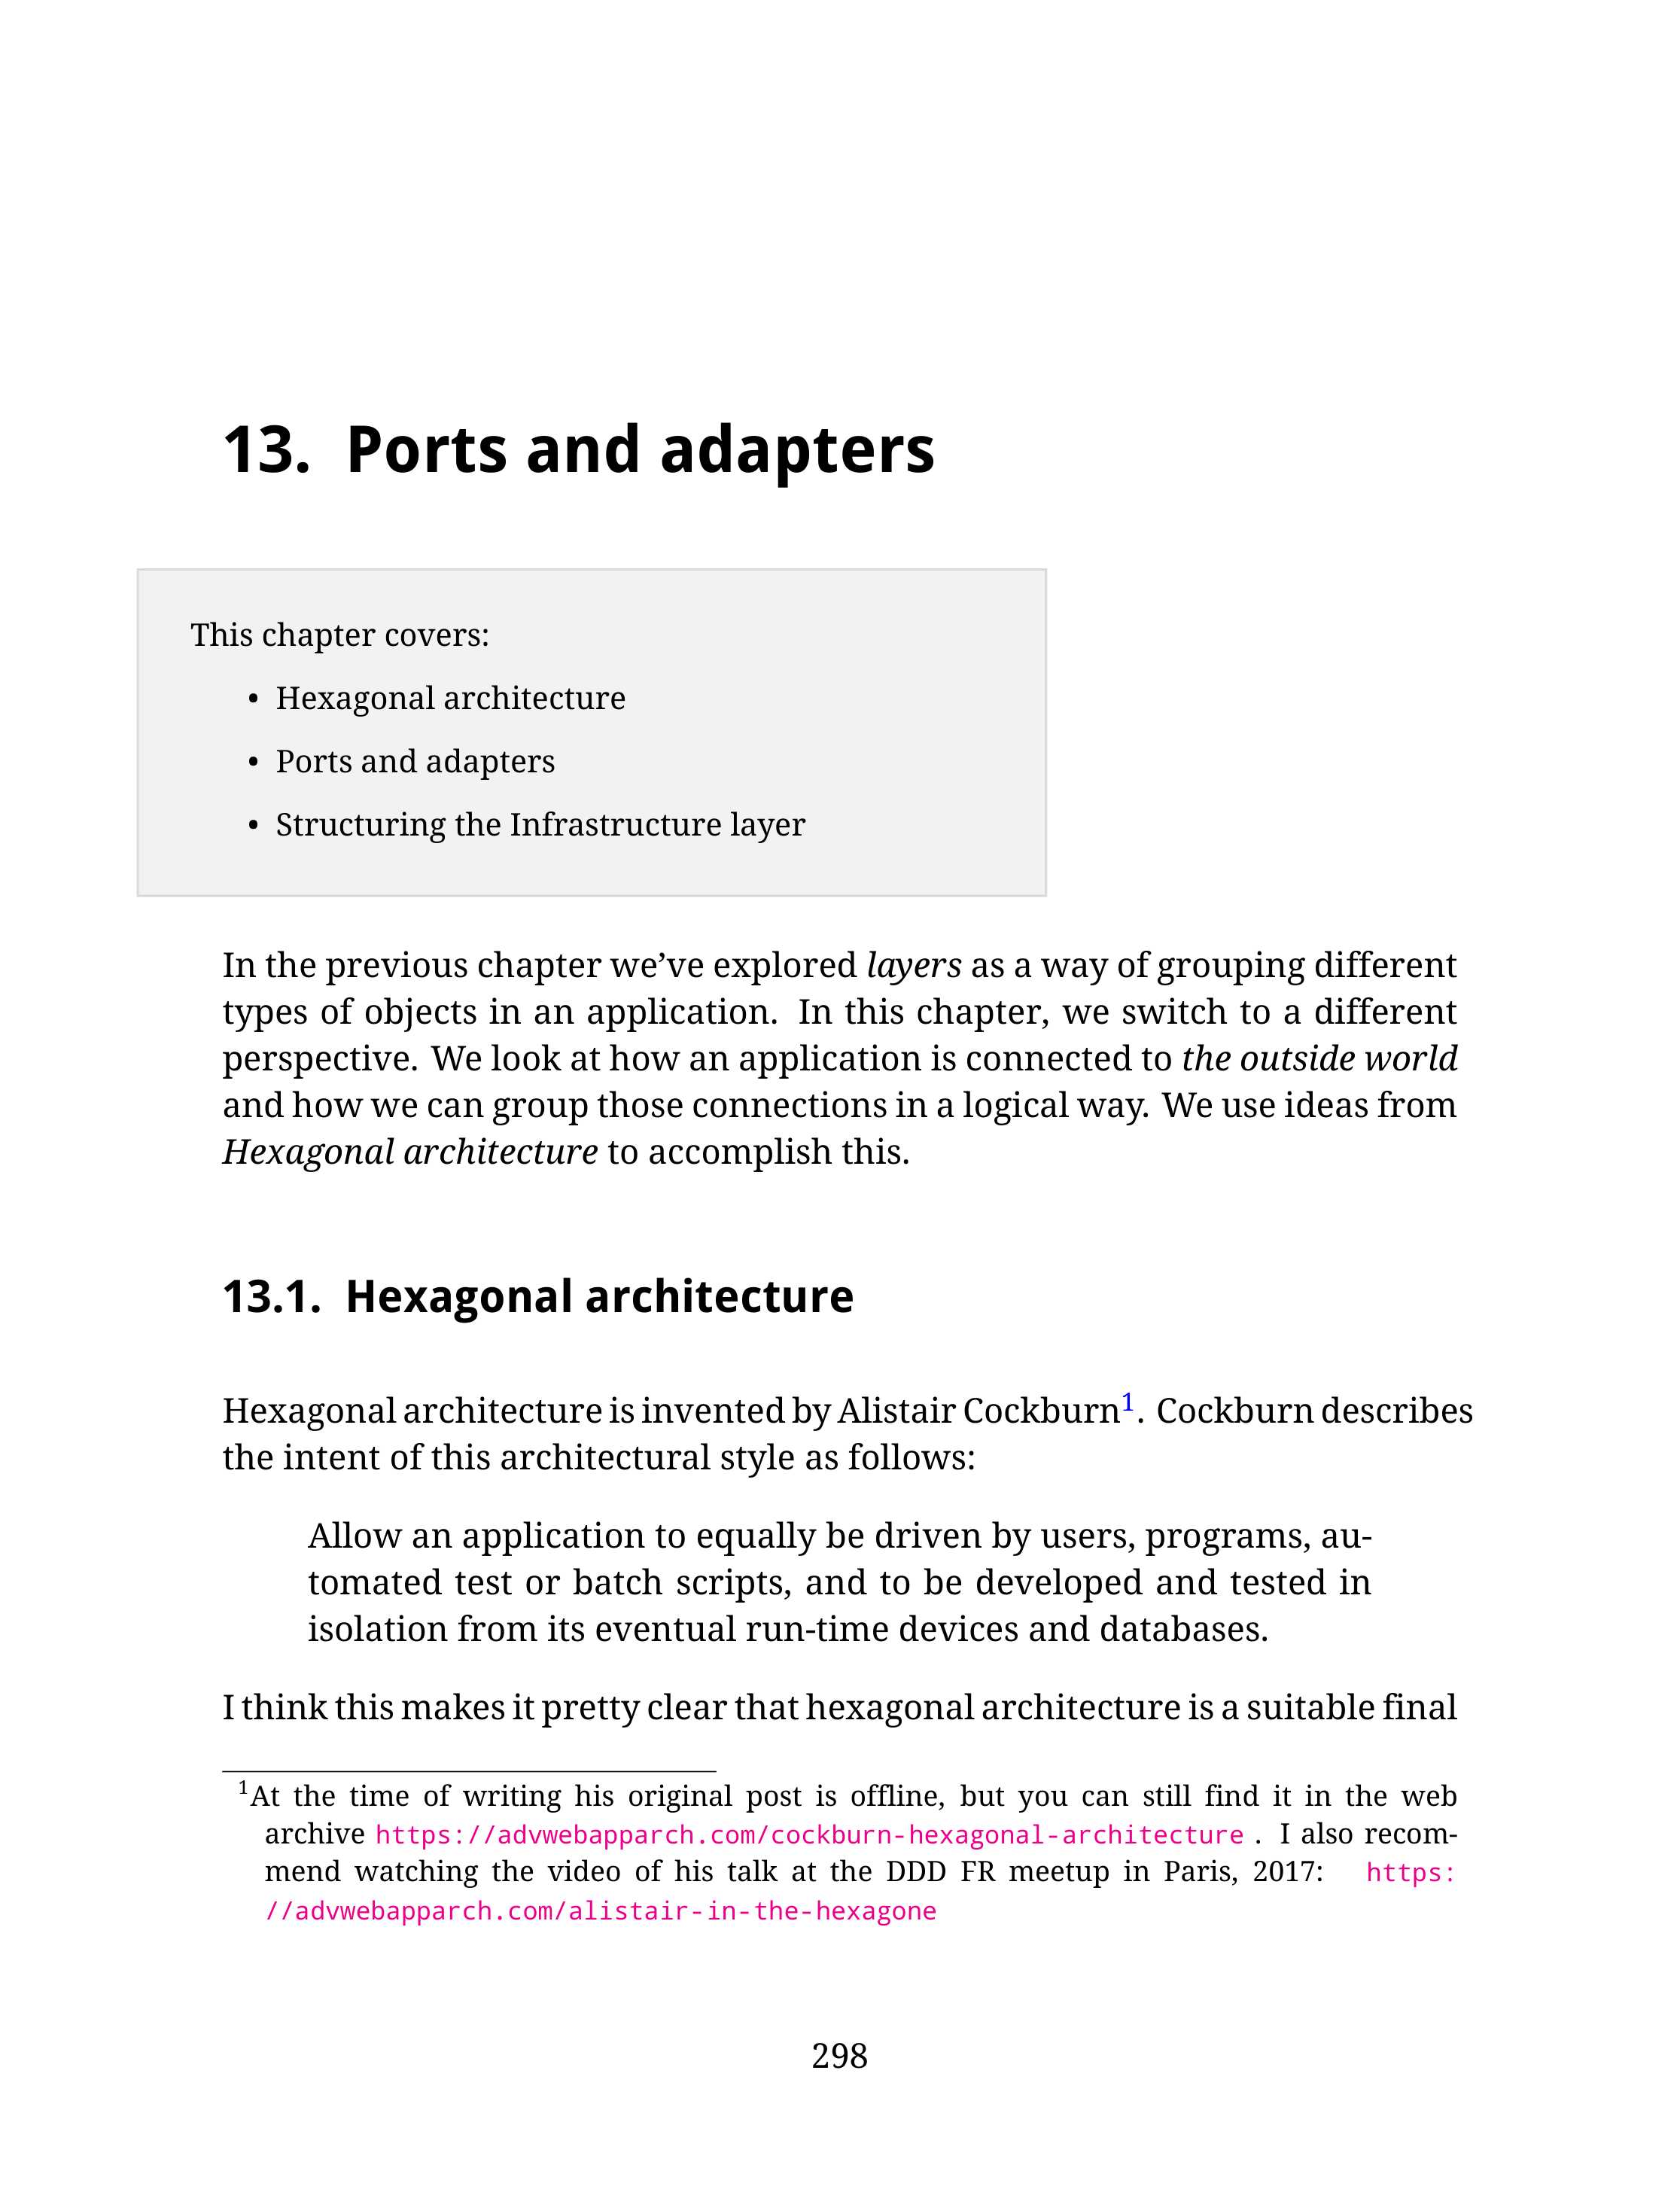 13. Ports and adapters
This chapter covers:
• Hexagonal architecture
• Ports and adapters
• Structuring the Infrastructure layer
In the previous chapter we’ve explored layers as a way of grouping different
types of objects in an application. In this chapter, we switch to a different
perspective. We look at how an application is connected to the outside world
and how we can group those connections in a logical way. We use ideas from
Hexagonal architecture to accomplish this.
13.1. Hexagonal architecture
Hexagonal architecture is invented by Alistair Cockburn1. Cockburn describes
the intent of this architectural style as follows:
Allow an application to equally be driven by users, programs, au-
tomated test or batch scripts, and to be developed and tested in
isolation from its eventual run-time devices and databases.
I think this makes it pretty clear that hexagonal architecture is a suitable final
1At the time of writing his original post is offline, but you can still find it in the web
archive https://advwebapparch.com/cockburn-hexagonal-architecture . I also recom-
mend watching the video of his talk at the DDD FR meetup in Paris, 2017: https:
//advwebapparch.com/alistair-in-the-hexagone
298